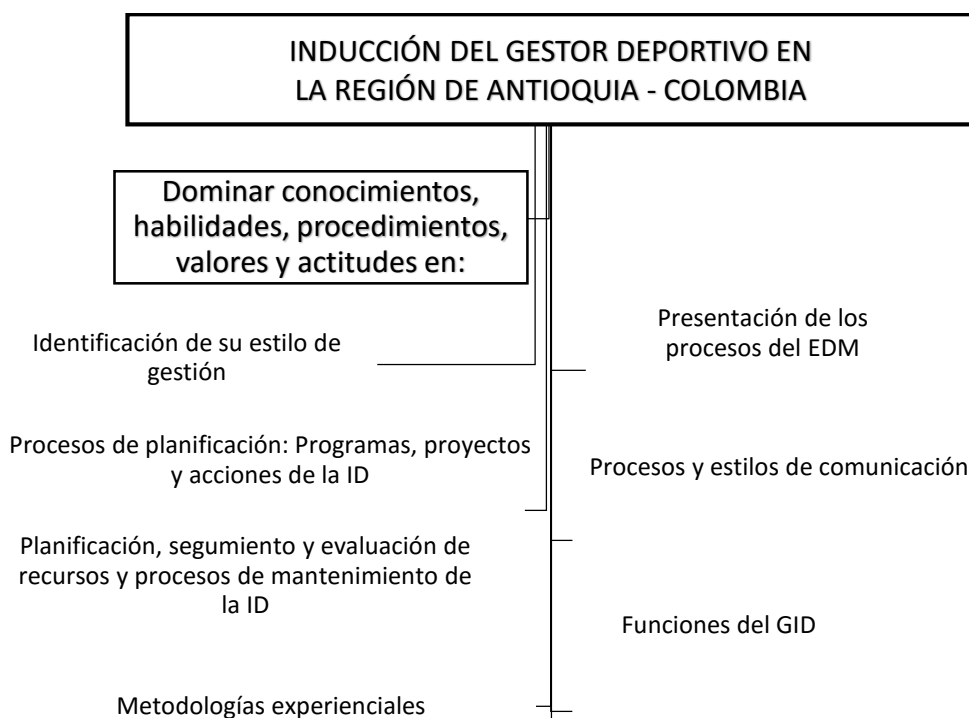 INDUCCIÓN DEL GESTOR DEPORTIVO EN
LA REGIÓN DE ANTIOQUIA - COLOMBIA
Dominar conocimientos,
habilidades, procedimientos,
valores y actitudes en:
Identificación de su estilo de
gestión
Presentación de los
procesos del EDM
Procesos de planificación: Programas, proyectos
y acciones de la ID
Procesos y estilos de comunicación
Planificación, segumiento y evaluación de
recursos y procesos de mantenimiento de
la ID
Funciones del GID
Metodologías experienciales